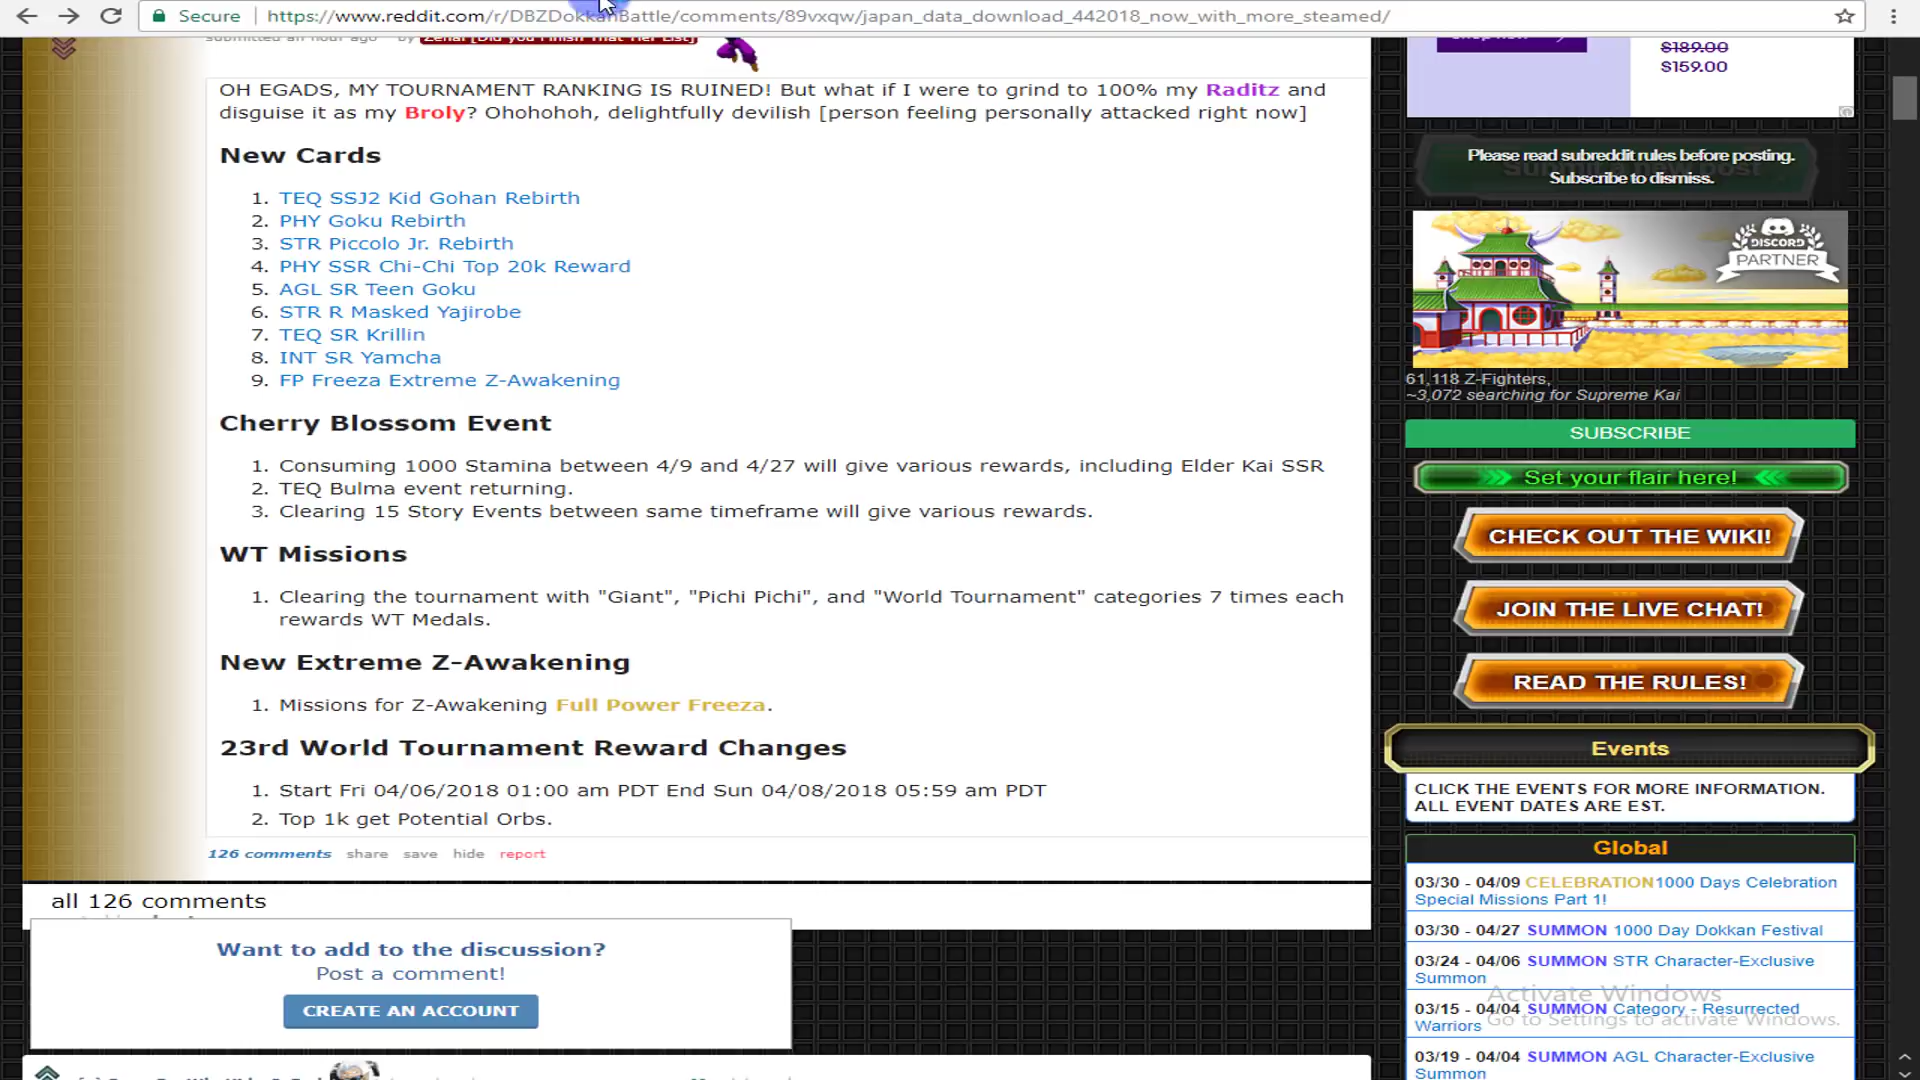 Secure https://www.reddit.com/r/DBZDokkanBattle/comments/89vxqw/japan_data_download_442018_now_with_more_steamed/
submitted an hour ago by Zenai [Did you Finish That Tier List]
OH EGADS, MY TOURNAMENT RANKING IS RUINED! But what if I were to grind to 100% my Raditz and
disguise it as my Broly? Ohohohoh, delightfully devilish [person feeling personally attacked right now]
New Cards
1. TEQ SSJ2 Kid Gohan Rebirth
2. PHY Goku Rebirth
3. STR Piccolo Jr. Rebirth
4. PHY SSR Chi-Chi Top 20k Reward
5. AGL SR Teen Goku
6. STR R Masked Yajirobe
7. TEQ SR Krillin
8. INT SR Yamcha
9. FP Freeza Extreme Z-Awakening
Cherry Blossom Event
1. Consuming 1000 Stamina between 4/9 and 4/27 will give various rewards, including Elder Kai SSR
2. TEQ Bulma event returning.
3. Clearing 15 Story Events between same timeframe will give various rewards.
WT Missions
1. Clearing the tournament with "Giant", "Pichi Pichi", and "World Tournament" categories 7 times each
rewards WT Medals.
New Extreme Z-Awakening
1. Missions for Z-Awakening Full Power Freeza.
23rd World Tournament Reward Changes
1. Start Fri 04/06/2018 01:00 am PDT End Sun 04/08/2018 05:59 am PDT
2. Top 1k get Potential Orbs.
126 comments share save hide report
all 126 comments
Want to add to the discussion?
Post a comment!
CREATE AN ACCOUNT
$189.00
$159.00
Please read subreddit rules before posting.
Subscribe to dismiss.
DISCORD
PARTNER
61,118 Z-Fighters,
~3,072 searching for Supreme Kai
SUBSCRIBE
Set your flair here!
CHECK OUT THE WIKI!
JOIN THE LIVE CHAT!
READ THE RULES!
Events
CLICK THE EVENTS FOR MORE INFORMATION.
ALL EVENT DATES ARE EST.
Global
03/30 - 04/09 CELEBRATION1000 Days Celebration
Special Missions Part 1!
03/30 - 04/27 SUMMON 1000 Day Dokkan Festival
03/24 - 04/06 SUMMON STR Character-Exclusive
Summon
03/15 - 04/04 SUMMON Category - Resurrected
Warriors
03/19 - 04/04 SUMMON AGL Character-Exclusive
Summon
Activate Windows
Go to Settings to activate Windows.